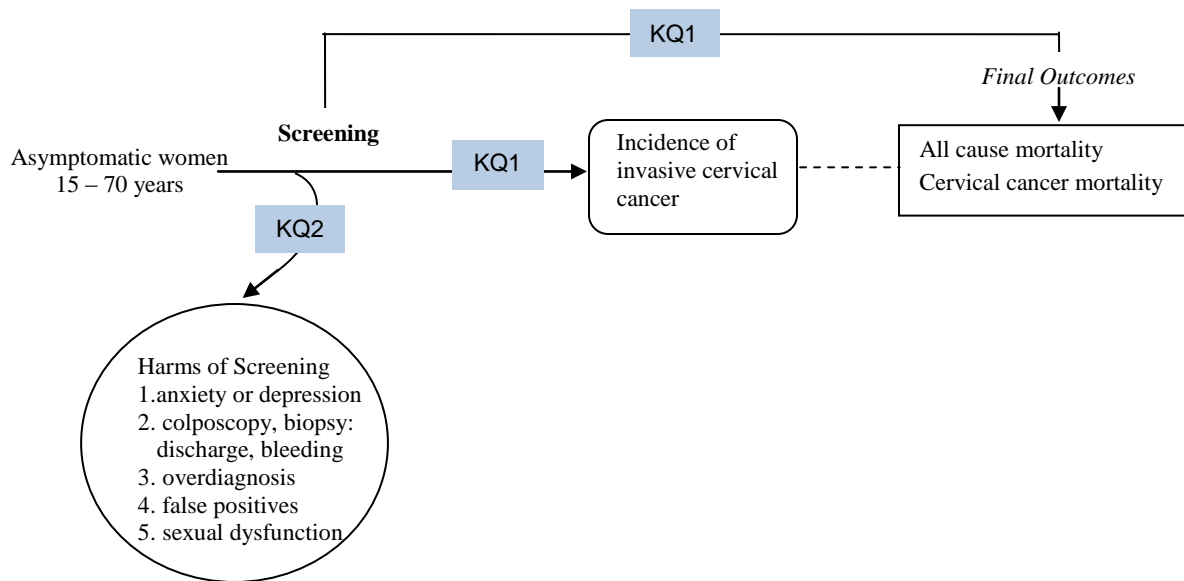 KQ1
Final Outcomes
Screening
Asymptomatic women
15 – 70 years
KQ1
Incidence of
invasive cervical
cancer
All cause mortality
Cervical cancer mortality
KQ2
Harms of Screening
1.anxiety or depression
2. colposcopy, biopsy:
discharge, bleeding
3. overdiagnosis
4. false positives
5. sexual dysfunction